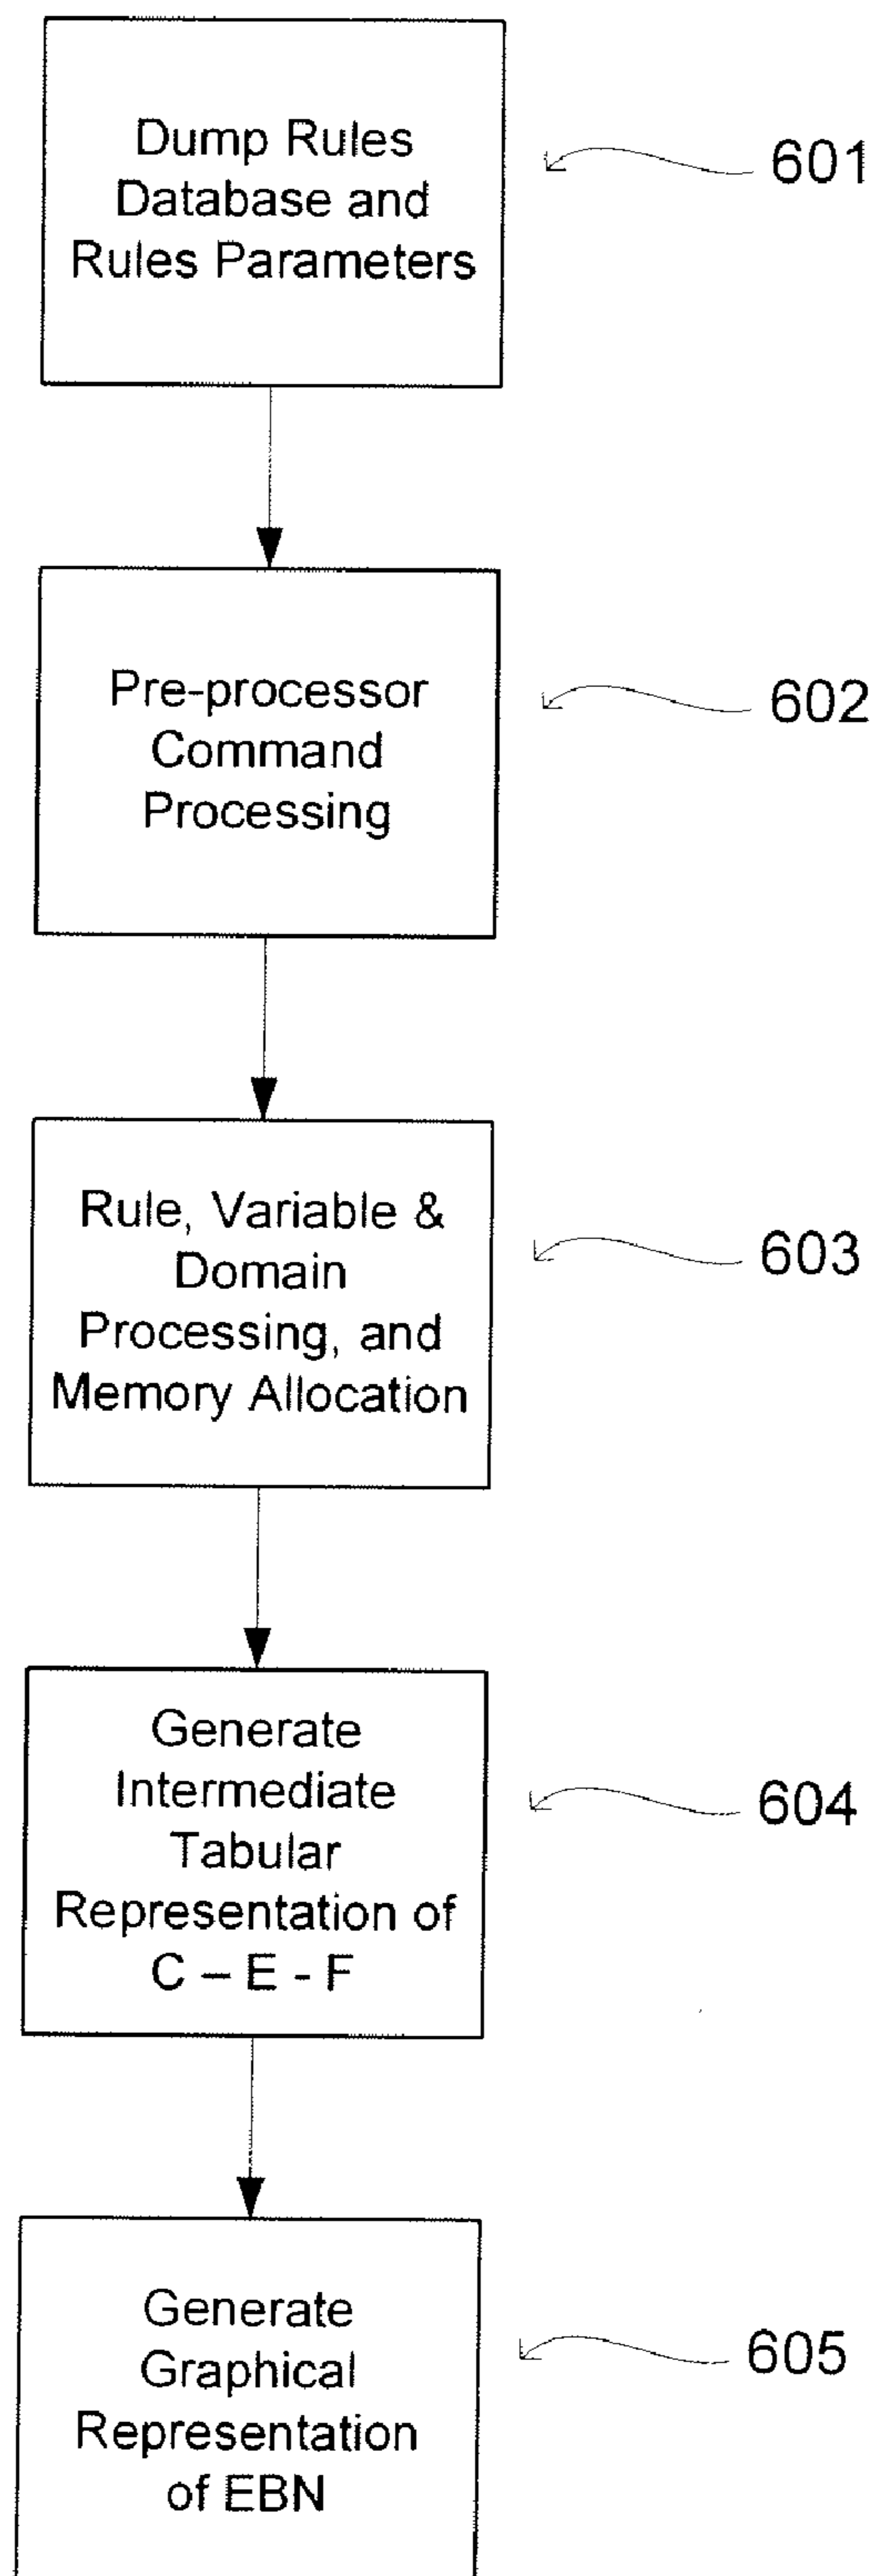 Dump Rules
Database and
Rules Parameters
601
Pre-processor
Command
Processing
602
Rule, Variable &
Domain
Processing, and
Memory Allocation
603
Generate
Intermediate
Tabular
Representation of
C – E - F
604
Generate
Graphical
Representation
of EBN
605